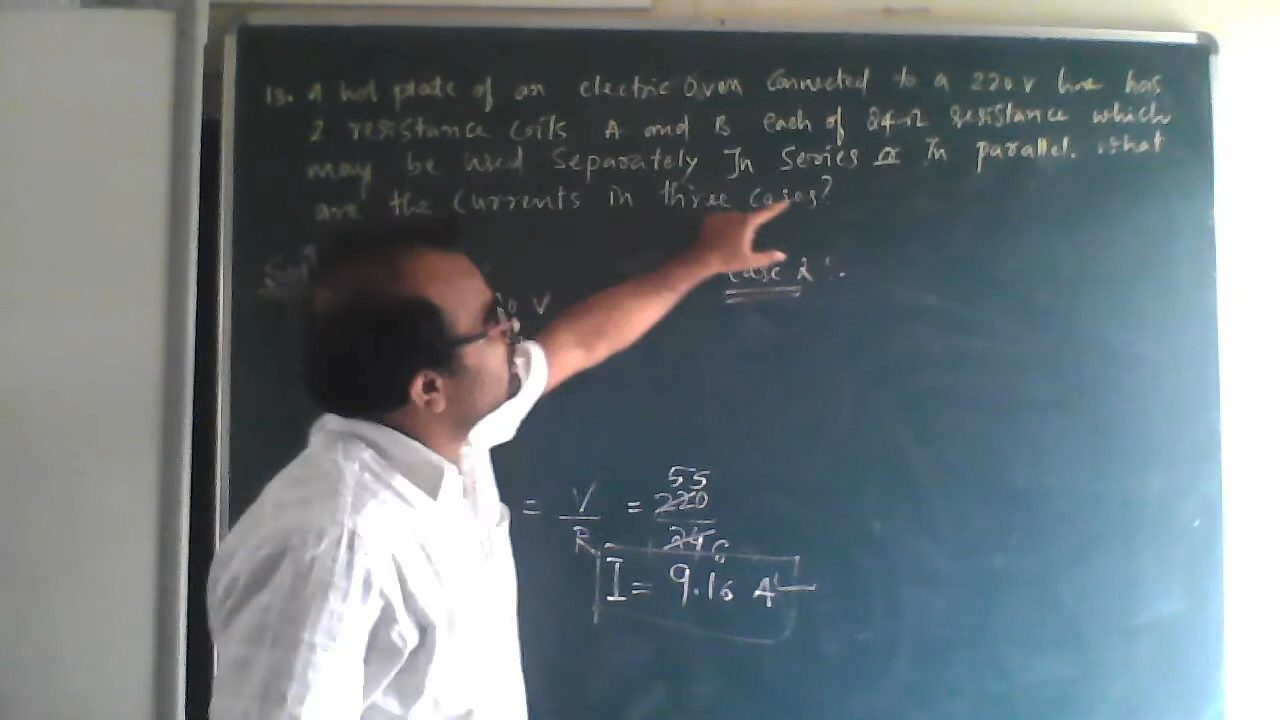 13. A hot plate of an electric oven connected to a 220 V line has
2 resistance coils A and B each of 24 Ω resistance which
may be used separately In series or In parallel. what
are the currents in three cases?
Sol
V
Case 2 :-
= V/R = 220/24
55
6
I = 9.16 A